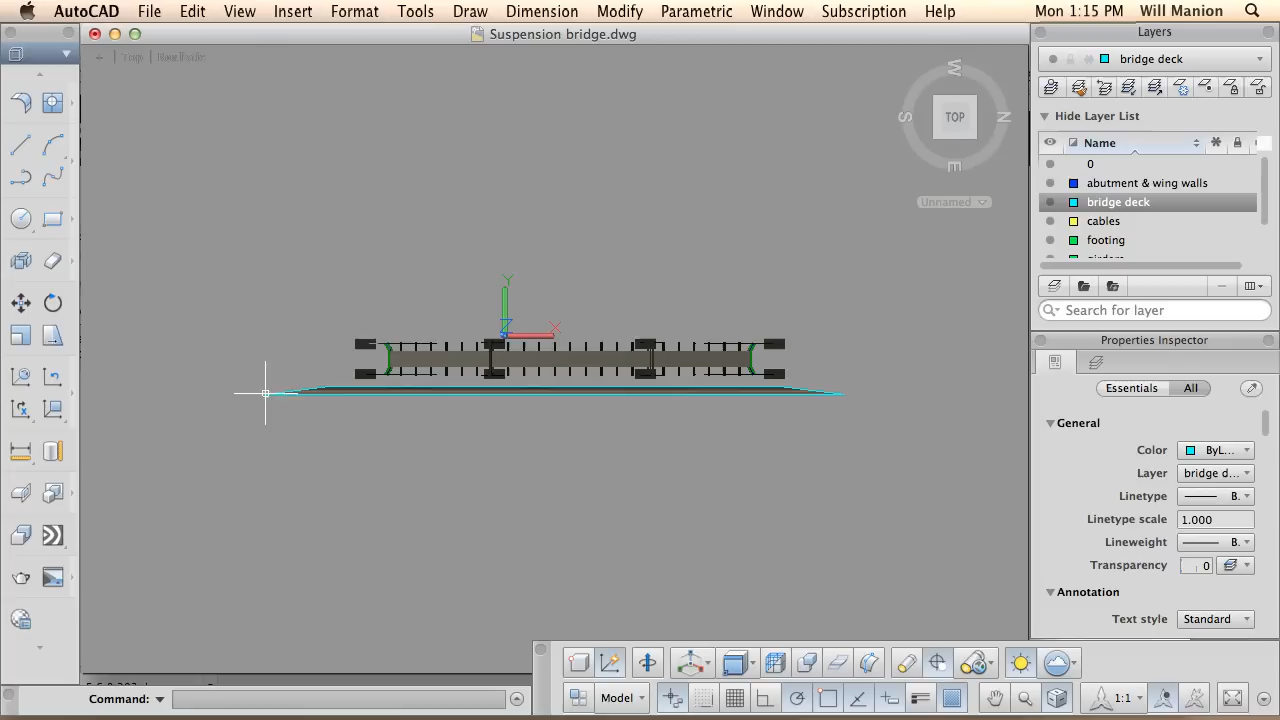 AutoCAD File Edit View Insert Format Tools Draw Dimension Modify Parametric Window Subscription Help Mon 1:15 PM Will Manion
Suspension bridge.dwg
Layers
Top
bridge deck
W
S TOP N
E
Unnamed
Hide Layer List
Name
0
abutment & wing walls
bridge deck
cables
footing
girders
Search for layer
Y
Z X
Properties Inspector
Essentials All
General
Color ByL...
Layer bridge d...
Linetype B.
Linetype scale 1.000
Lineweight B.
Transparency 0
Annotation
Text style Standard
Command:
Model
1:1